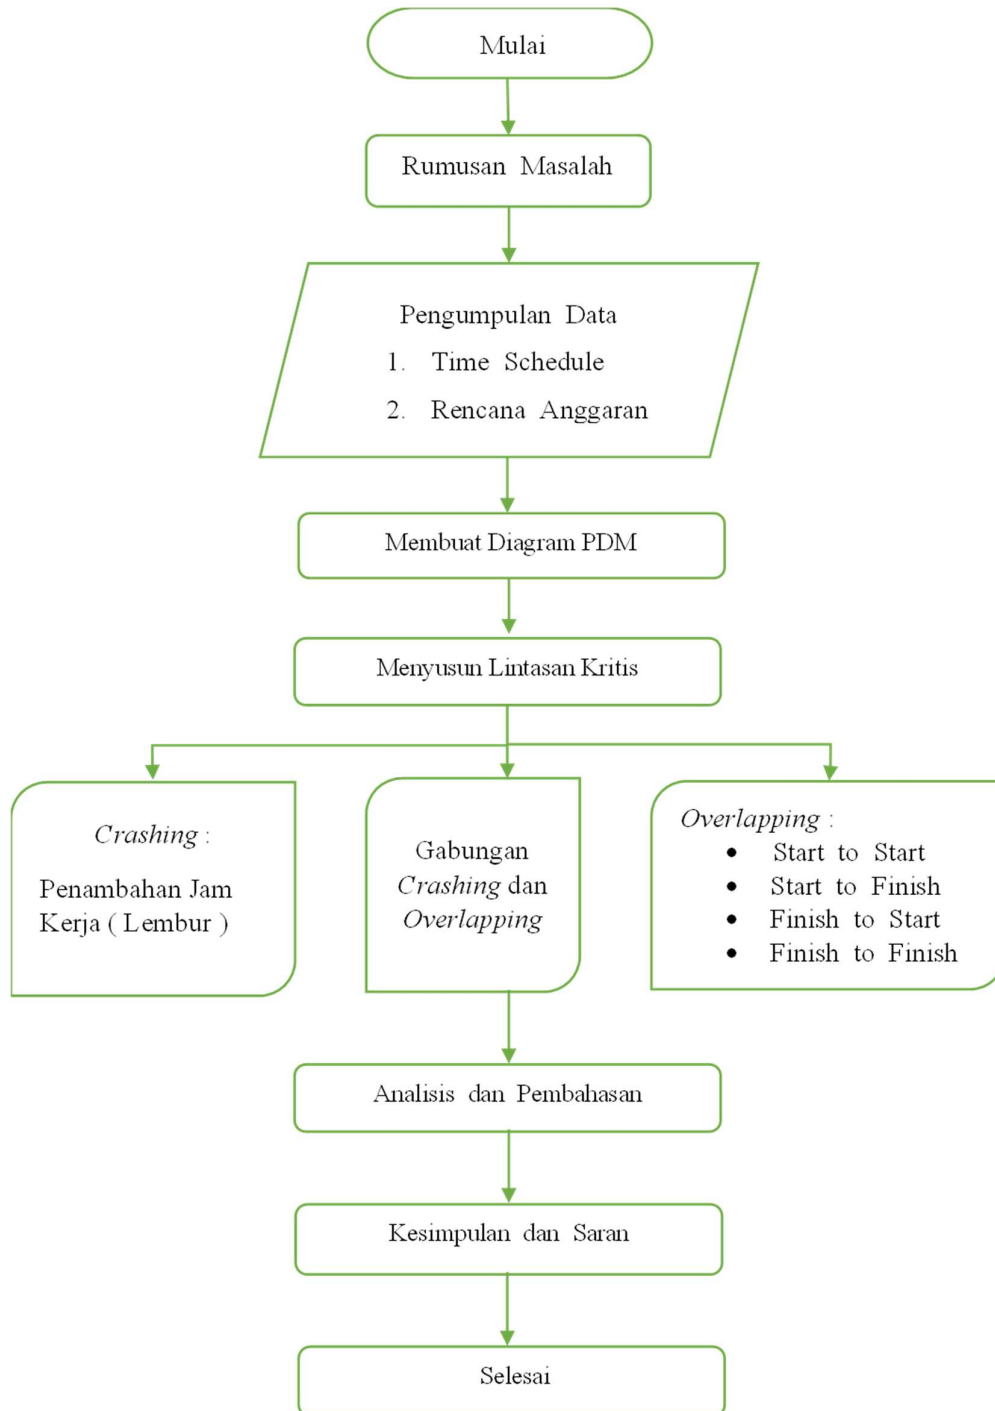 Mulai
Rumusan Masalah
Pengumpulan Data
1. Time Schedule
2. Rencana Anggaran
Membuat Diagram PDM
Menyusun Lintasan Kritis
Crashing :
Penambahan Jam
Kerja ( Lembur )
Gabungan
Crashing dan
Overlapping
Overlapping :
• Start to Start
• Start to Finish
• Finish to Start
• Finish to Finish
Analisis dan Pembahasan
Kesimpulan dan Saran
Selesai